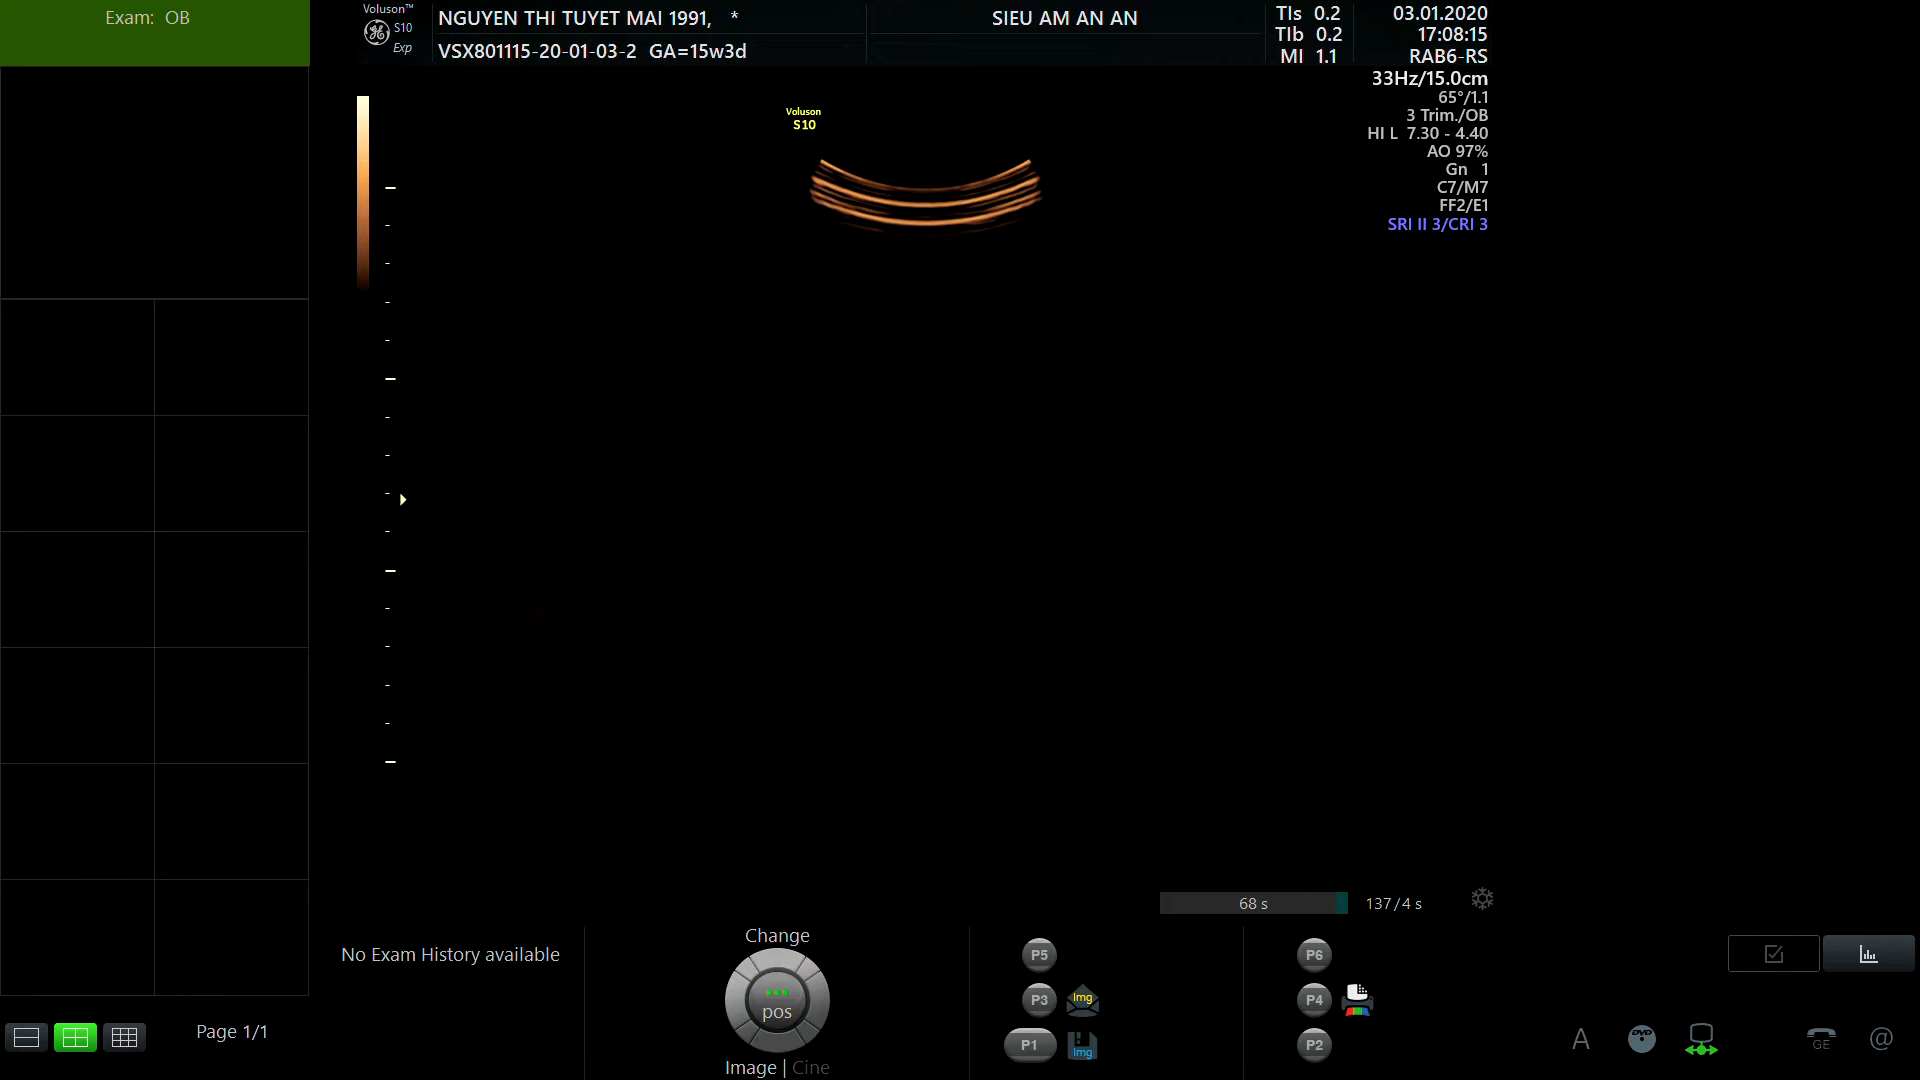 Exam: OB
Voluson™
S10
Exp
NGUYEN THI TUYET MAI 1991, *
VSX801115-20-01-03-2 GA=15w3d
SIEU AM AN AN
TIs 0.2
TIb 0.2
MI 1.1
03.01.2020
17:08:15
RAB6-RS
33Hz/15.0cm
65°/1.1
3 Trim./OB
HI L 7.30 - 4.40
AO 97%
Gn 1
C7/M7
FF2/E1
SRI II 3/CRI 3
Voluson
S10
68 s
137/4 s
No Exam History available
Change
pos
Image | Cine
P5
P3
Img
P1
Img
P6
P4
P2
Page 1/1
A
DVD
GE
@